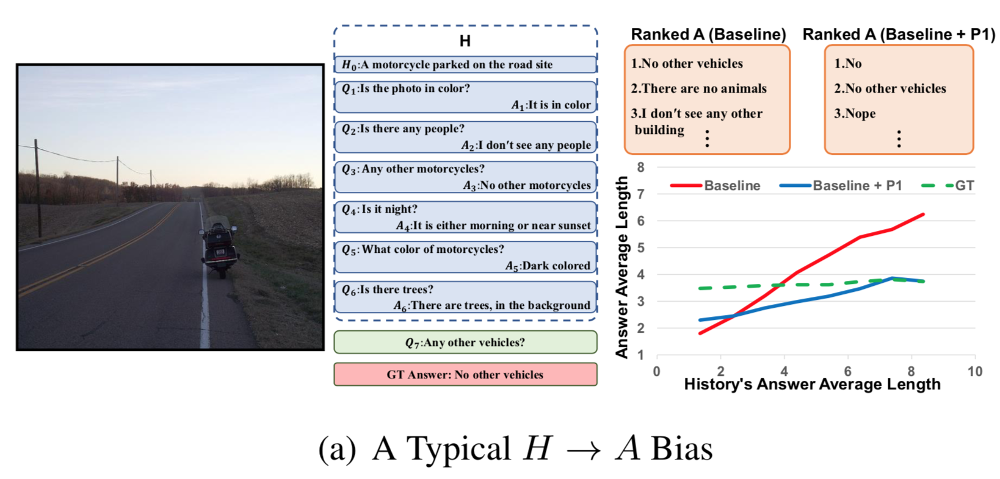 H
H₀:A motorcycle parked on the road site
Q₁:Is the photo in color?
A₁:It is in color
Q₂:Is there any people?
A₂:I don't see any people
Q₃: Any other motorcycles?
A₃:No other motorcycles
Q₄: Is it night?
A₄:It is either morning or near sunset
Q₅: What color of motorcycles?
A₅:Dark colored
Q₆:Is there trees?
A₆:There are trees, in the background
Q₇:Any other vehicles?
GT Answer: No other vehicles
Ranked A (Baseline)
1.No other vehicles
2.There are no animals
3.I don't see any other
building
⋮
Ranked A (Baseline + P1)
1.No
2.No other vehicles
3.Nope
⋮
Answer Average Length
8
7
6
5
4
3
2
1
Baseline
Baseline + P1
GT
0 2 4 6 8 10
History's Answer Average Length
(a) A Typical H → A Bias